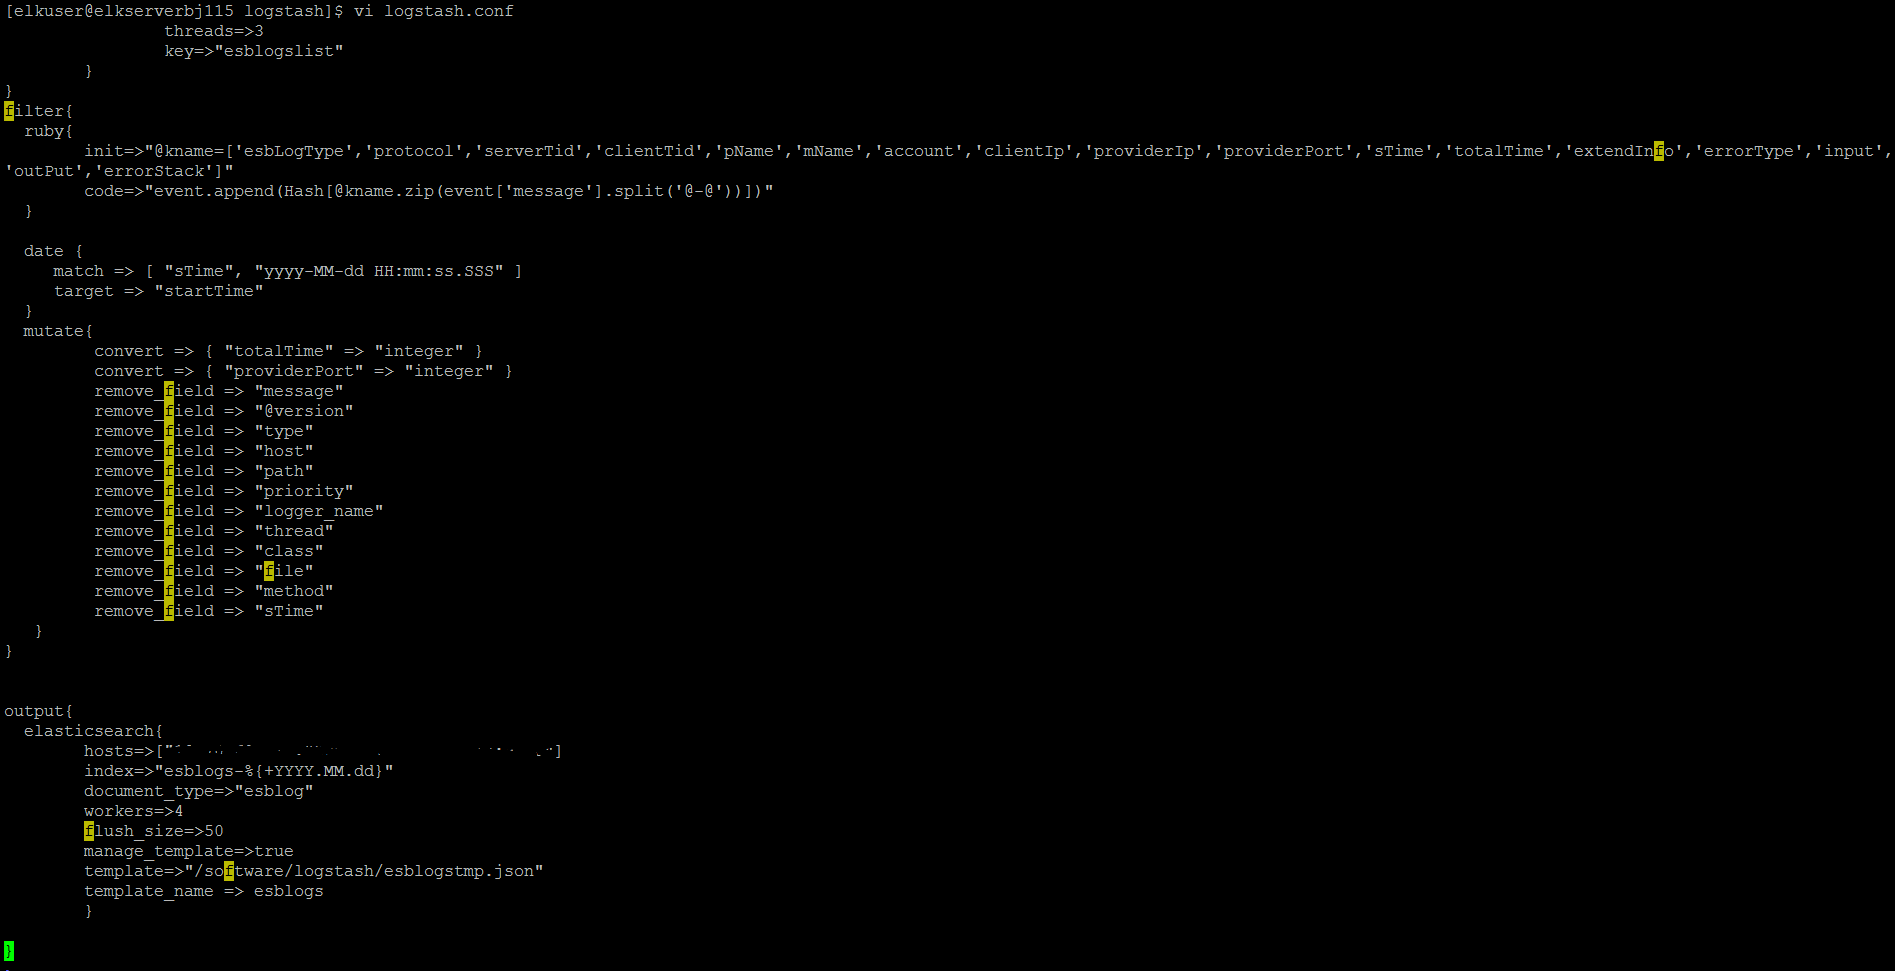 [elkuser@elkserverbj115 logstash]$ vi logstash.conf
threads=>3
key=>"esblogslist"
}
}
filter{
ruby{
init=>"@kname=['esbLogType','protocol','serverTid','clientTid','pName','mName','account','clientIp','providerIp','providerPort','sTime','totalTime','extendInfo','errorType','input',
'outPut','errorStack']"
code=>"event.append(Hash[@kname.zip(event['message'].split('@-@'))])"
}
date {
match => [ "sTime", "yyyy-MM-dd HH:mm:ss.SSS" ]
target => "startTime"
}
mutate{
convert => { "totalTime" => "integer" }
convert => { "providerPort" => "integer" }
remove_field => "message"
remove_field => "@version"
remove_field => "type"
remove_field => "host"
remove_field => "path"
remove_field => "priority"
remove_field => "logger_name"
remove_field => "thread"
remove_field => "class"
remove_field => "file"
remove_field => "method"
remove_field => "sTime"
}
}
output{
elasticsearch{
hosts=>[" "]
index=>"esblogs-%{+YYYY.MM.dd}"
document_type=>"esblog"
workers=>4
flush_size=>50
manage_template=>true
template=>"/software/logstash/esblogstmp.json"
template_name => esblogs
}
}